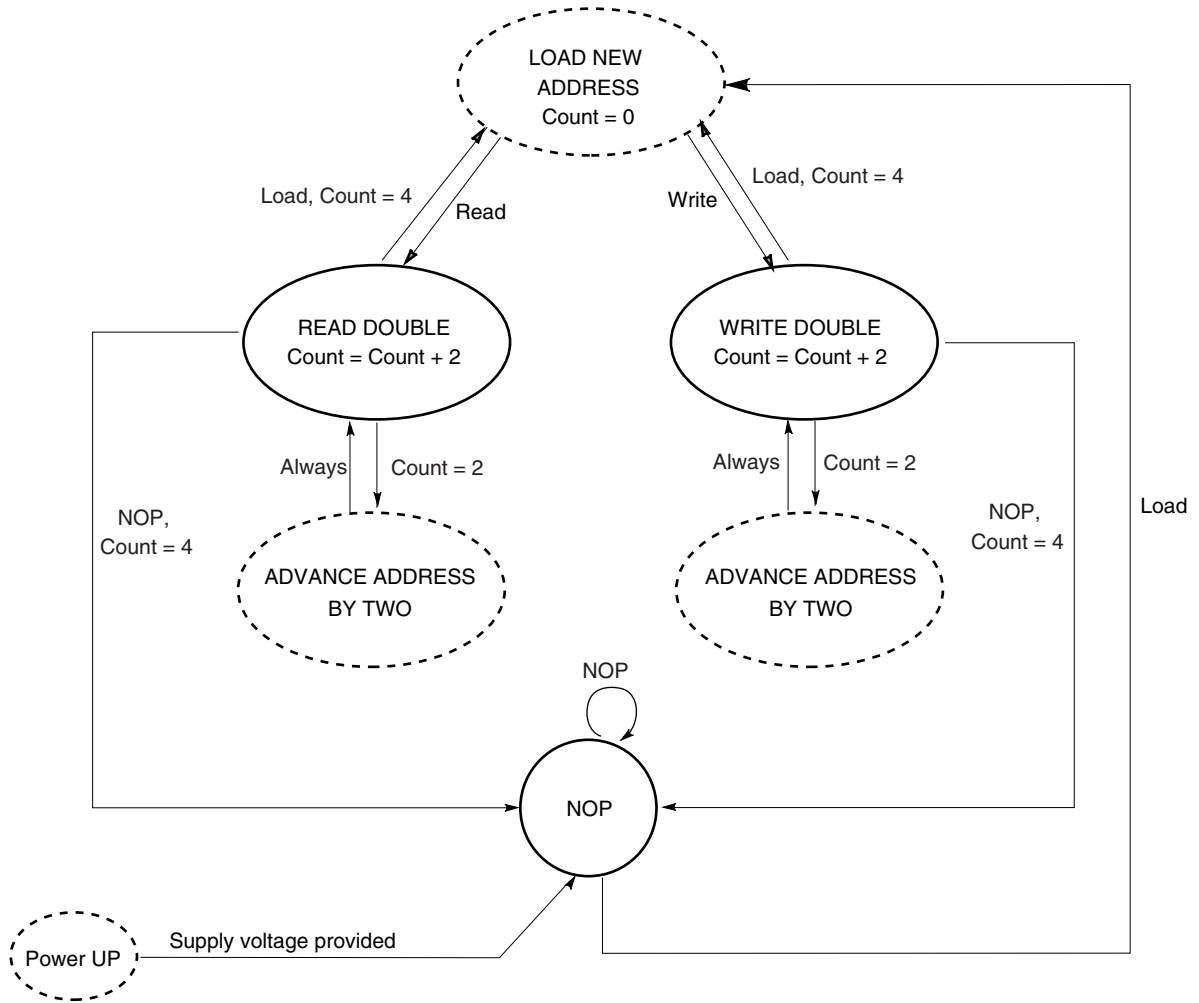 LOAD NEW
ADDRESS
Count = 0
Load, Count = 4
Read
Write
Load, Count = 4
READ DOUBLE
Count = Count + 2
WRITE DOUBLE
Count = Count + 2
Always
Count = 2
Always
Count = 2
NOP,
Count = 4
NOP,
Count = 4
Load
ADVANCE ADDRESS
BY TWO
ADVANCE ADDRESS
BY TWO
NOP
NOP
Supply voltage provided
Power UP